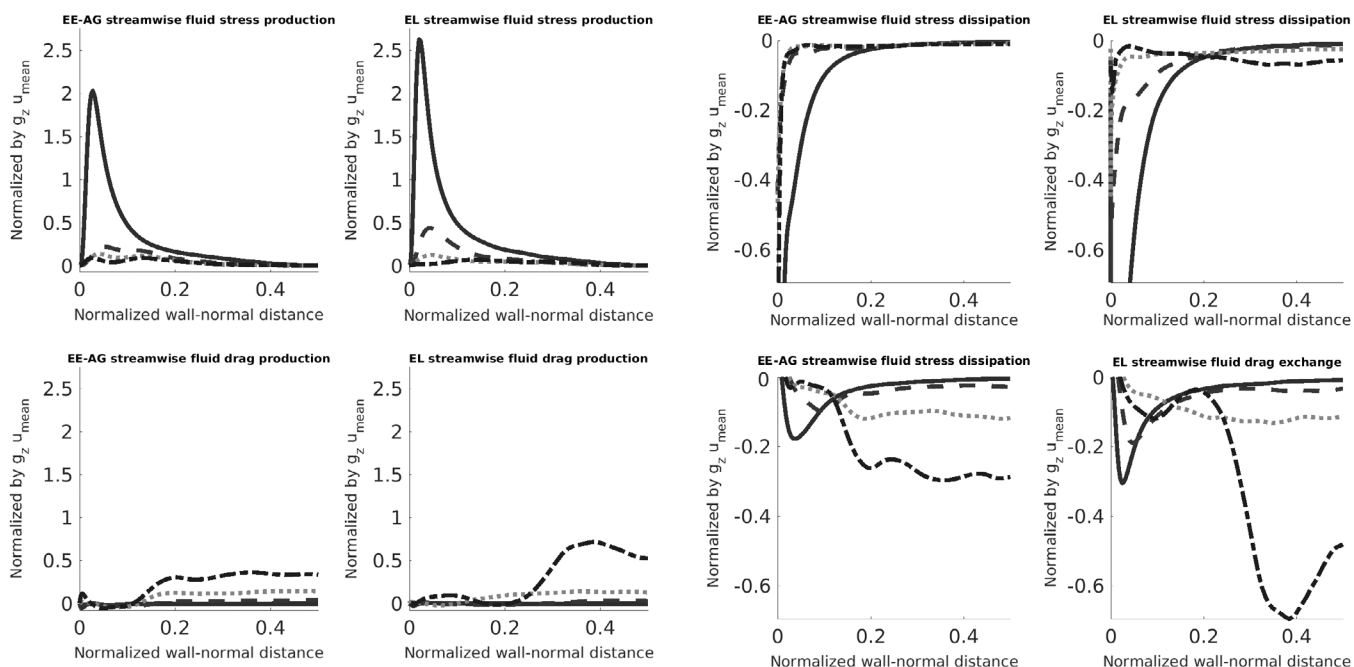 EE-AG streamwise fluid stress production
Normalized by g_z u_mean
2.5
2
1.5
1
0.5
0
0
0.2
0.4
Normalized wall-normal distance
EL streamwise fluid stress production
Normalized by g_z u_mean
2.5
2
1.5
1
0.5
0
0
0.2
0.4
Normalized wall-normal distance
EE-AG streamwise fluid stress dissipation
Normalized by g_z u_mean
0
-0.2
-0.4
-0.6
0
0.2
0.4
Normalized wall-normal distance
EL streamwise fluid stress dissipation
Normalized by g_z u_mean
0
-0.2
-0.4
-0.6
0
0.2
0.4
Normalized wall-normal distance
EE-AG streamwise fluid drag production
Normalized by g_z u_mean
2.5
2
1.5
1
0.5
0
0
0.2
0.4
Normalized wall-normal distance
EL streamwise fluid drag production
Normalized by g_z u_mean
2.5
2
1.5
1
0.5
0
0
0.2
0.4
Normalized wall-normal distance
EE-AG streamwise fluid stress dissipation
Normalized by g_z u_mean
0
-0.2
-0.4
-0.6
0
0.2
0.4
Normalized wall-normal distance
EL streamwise fluid drag exchange
Normalized by g_z u_mean
0
-0.2
-0.4
-0.6
0
0.2
0.4
Normalized wall-normal distance